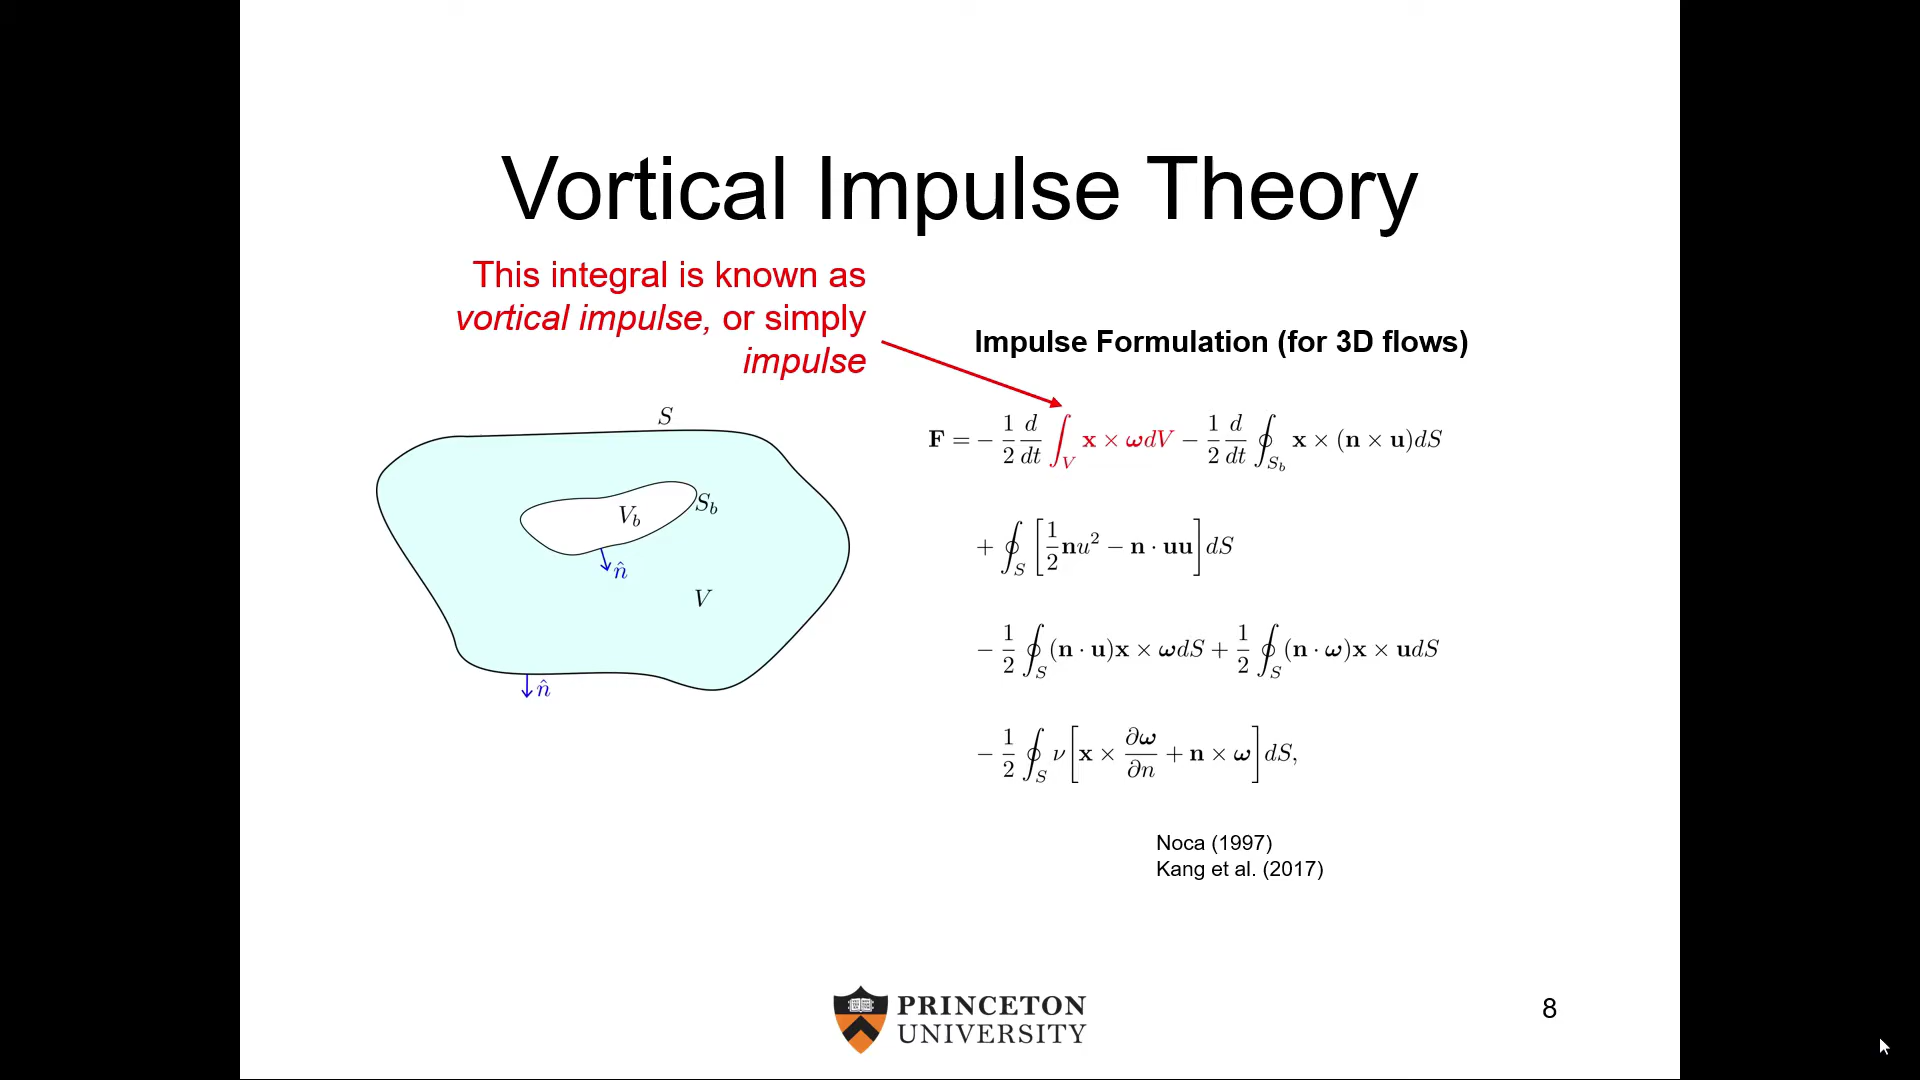 Vortical Impulse Theory
This integral is known as
vortical impulse, or simply
impulse
Impulse Formulation (for 3D flows)
S
V_b
S_b
n̂
V
n̂
F = − 1/2 d/dt ∫_V x × ω dV − 1/2 d/dt ∮_{S_b} x × (n × u)dS
+ ∮_S [1/2 nu² − n · uu] dS
− 1/2 ∮_S (n · u)x × ω dS + 1/2 ∮_S (n · ω)x × u dS
− 1/2 ∮_S ν [x × ∂ω/∂n + n × ω] dS,
Noca (1997)
Kang et al. (2017)
PRINCETON
UNIVERSITY
8